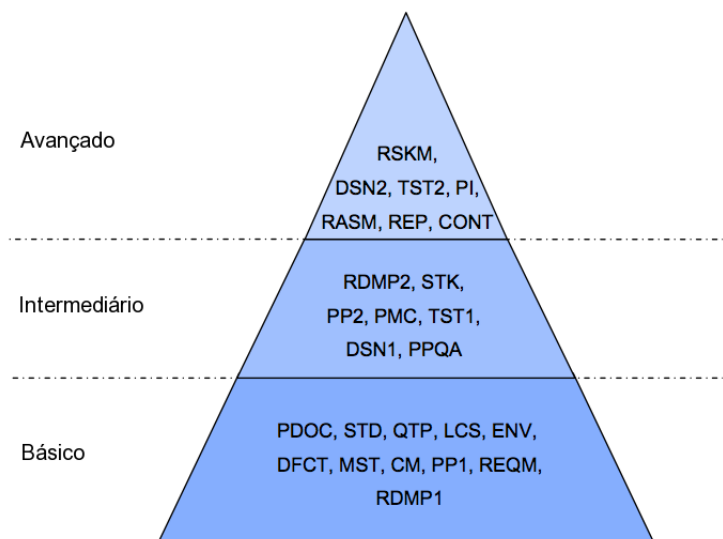 Avançado
RSKM,
DSN2, TST2, PI,
RASM, REP, CONT
Intermediário
RDMP2, STK,
PP2, PMC, TST1,
DSN1, PPQA
Básico
PDOC, STD, QTP, LCS, ENV,
DFCT, MST, CM, PP1, REQM,
RDMP1